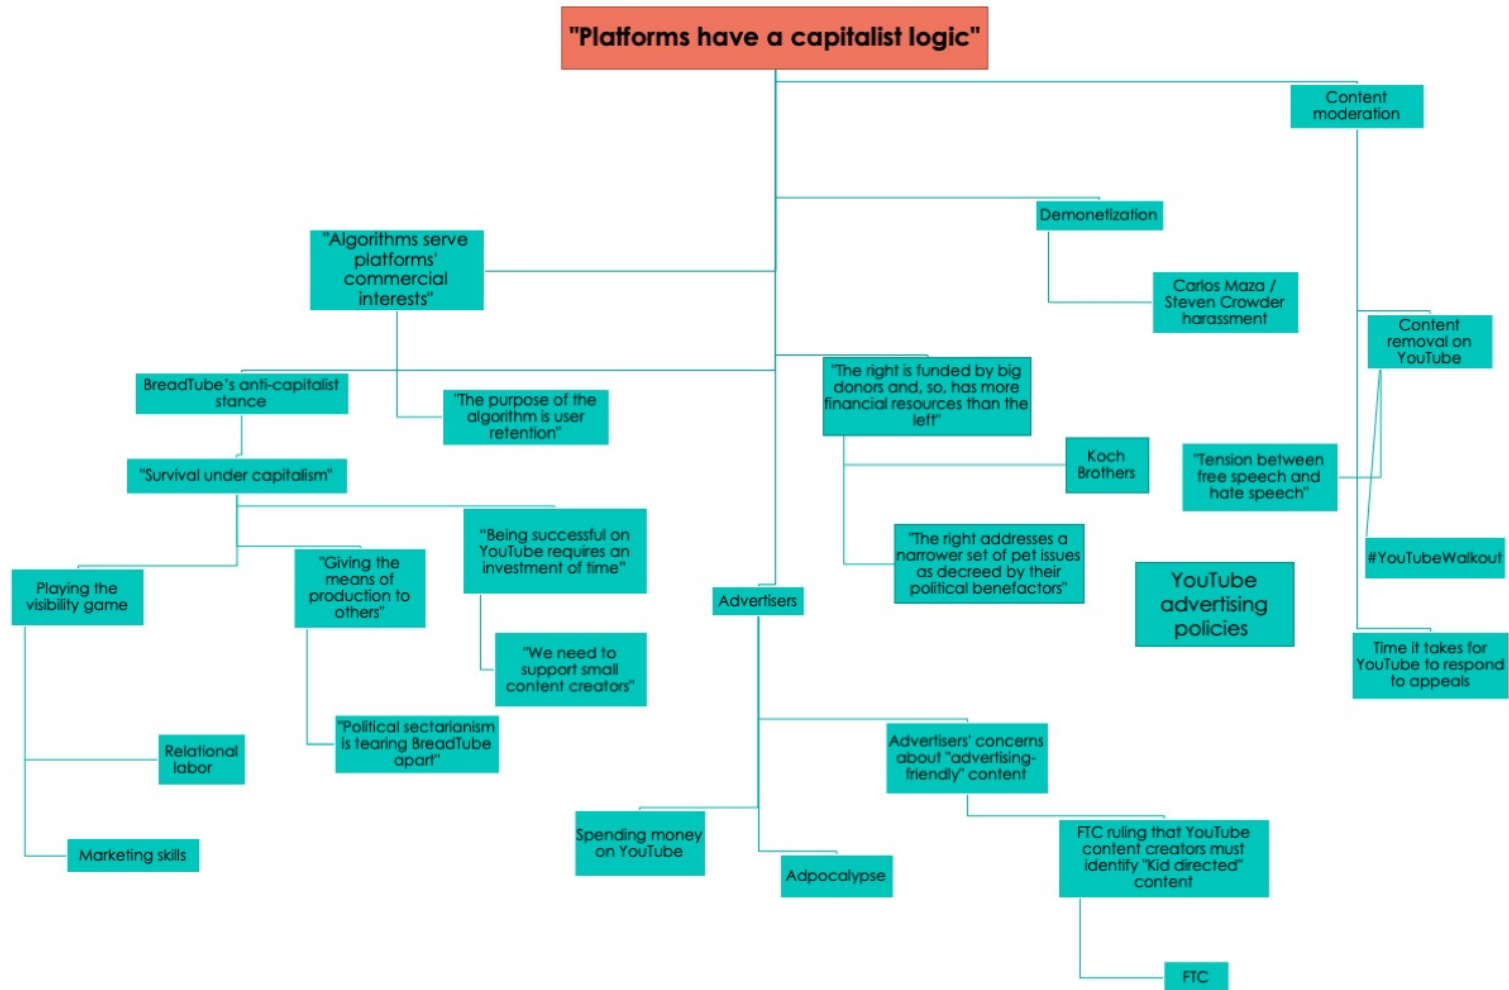 "Platforms have a capitalist logic"
Content
moderation
Demonetization
"Algorithms serve
platforms'
commercial
interests"
Carlos Maza /
Steven Crowder
harassment
Content
removal on
YouTube
BreadTube's anti-capitalist
stance
"The purpose of the
algorithm is user
retention"
"The right is funded by big
donors and, so, has more
financial resources than the
left"
Koch
Brothers
"Tension between
free speech and
hate speech"
"Survival under capitalism"
"Being successful on
YouTube requires an
investment of time"
"The right addresses a
narrower set of pet issues
as decreed by their
political benefactors"
#YouTubeWalkout
Playing the
visibility game
"Giving the
means of
production to
others"
Advertisers
YouTube
advertising
policies
"We need to
support small
content creators"
Time it takes for
YouTube to respond
to appeals
Relational
labor
"Political sectarianism
is tearing BreadTube
apart"
Advertisers' concerns
about "advertising-
friendly" content
Marketing skills
Spending money
on YouTube
Adpocalypse
FTC ruling that YouTube
content creators must
identify "Kid directed"
content
FTC